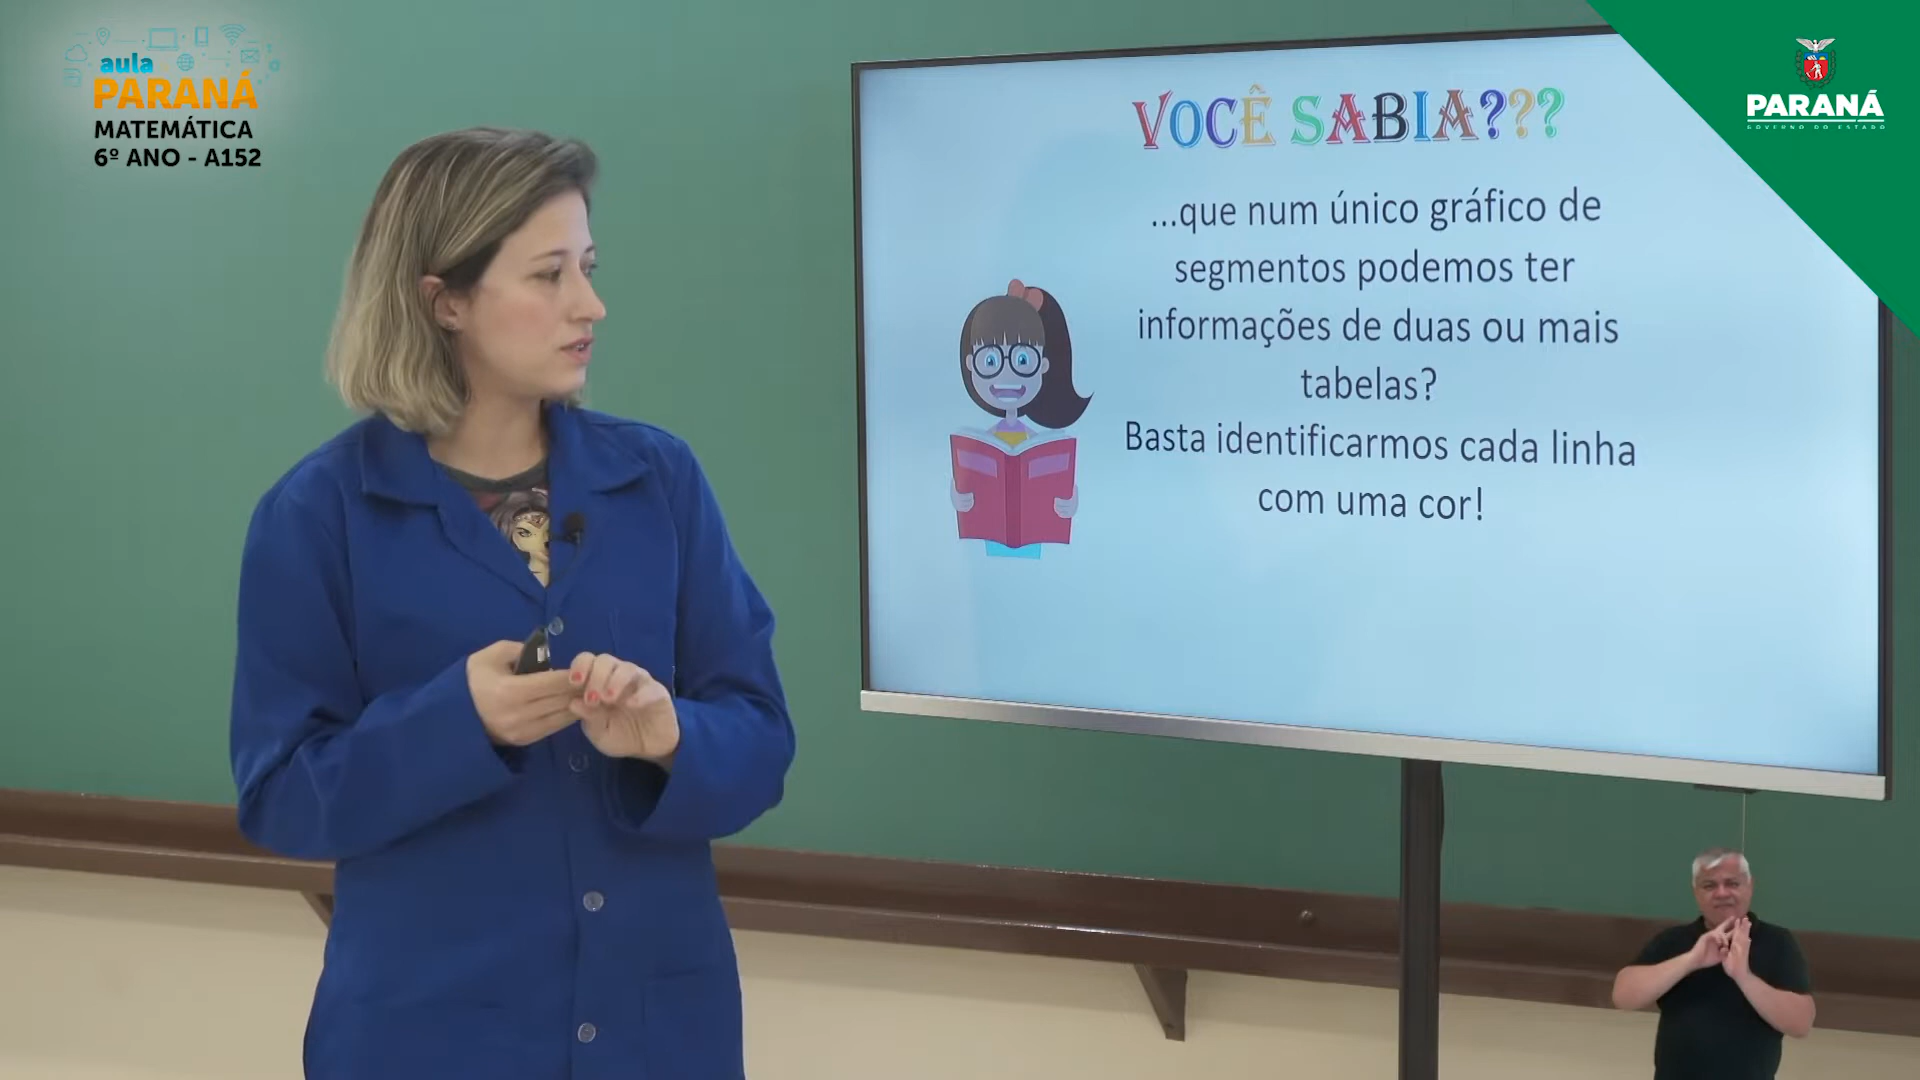 aula
PARANÁ
MATEMÁTICA
6º ANO - A152
VOCÊ SABIA???
...que num único gráfico de
segmentos podemos ter
informações de duas ou mais
tabelas?
Basta identificarmos cada linha
com uma cor!
PARANÁ
GOVERNO DO ESTADO